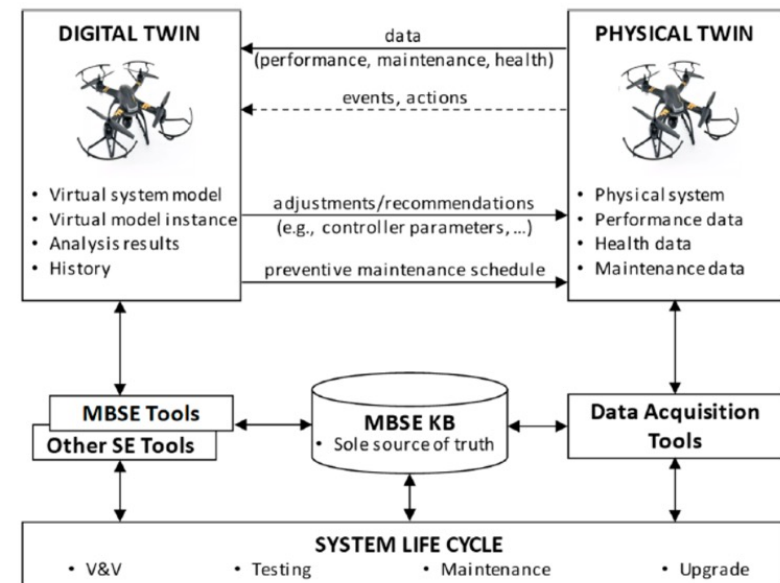 DIGITAL TWIN
• Virtual system model
• Virtual model instance
• Analysis results
• History
data
(performance, maintenance, health)
events, actions
adjustments/recommendations
(e.g., controller parameters, ...)
preventive maintenance schedule
PHYSICAL TWIN
• Physical system
• Performance data
• Health data
• Maintenance data
MBSE Tools
Other SE Tools
MBSE KB
• Sole source of truth
Data Acquisition
Tools
SYSTEM LIFE CYCLE
• V&V • Testing • Maintenance • Upgrade